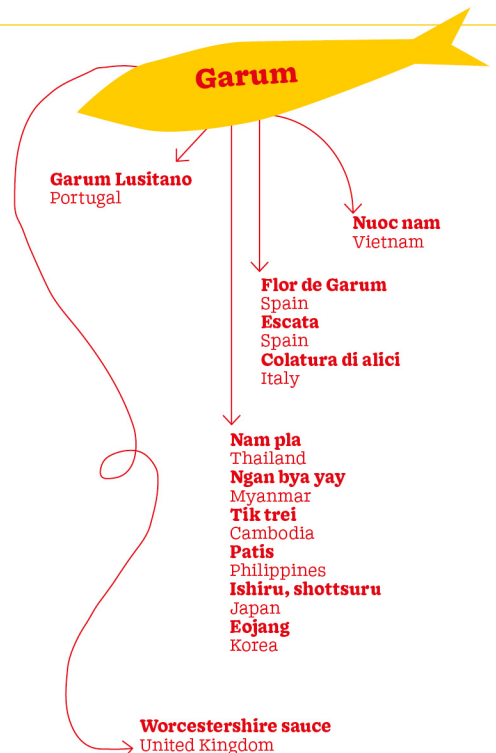 Garum
Garum Lusitano
Portugal
Nuoc nam
Vietnam
Flor de Garum
Spain
Escata
Spain
Colatura di alici
Italy
Nam pla
Thailand
Ngan bya yay
Myanmar
Tik trei
Cambodia
Patis
Philippines
Ishiru, shottsuru
Japan
Eojang
Korea
Worcestershire sauce
United Kingdom